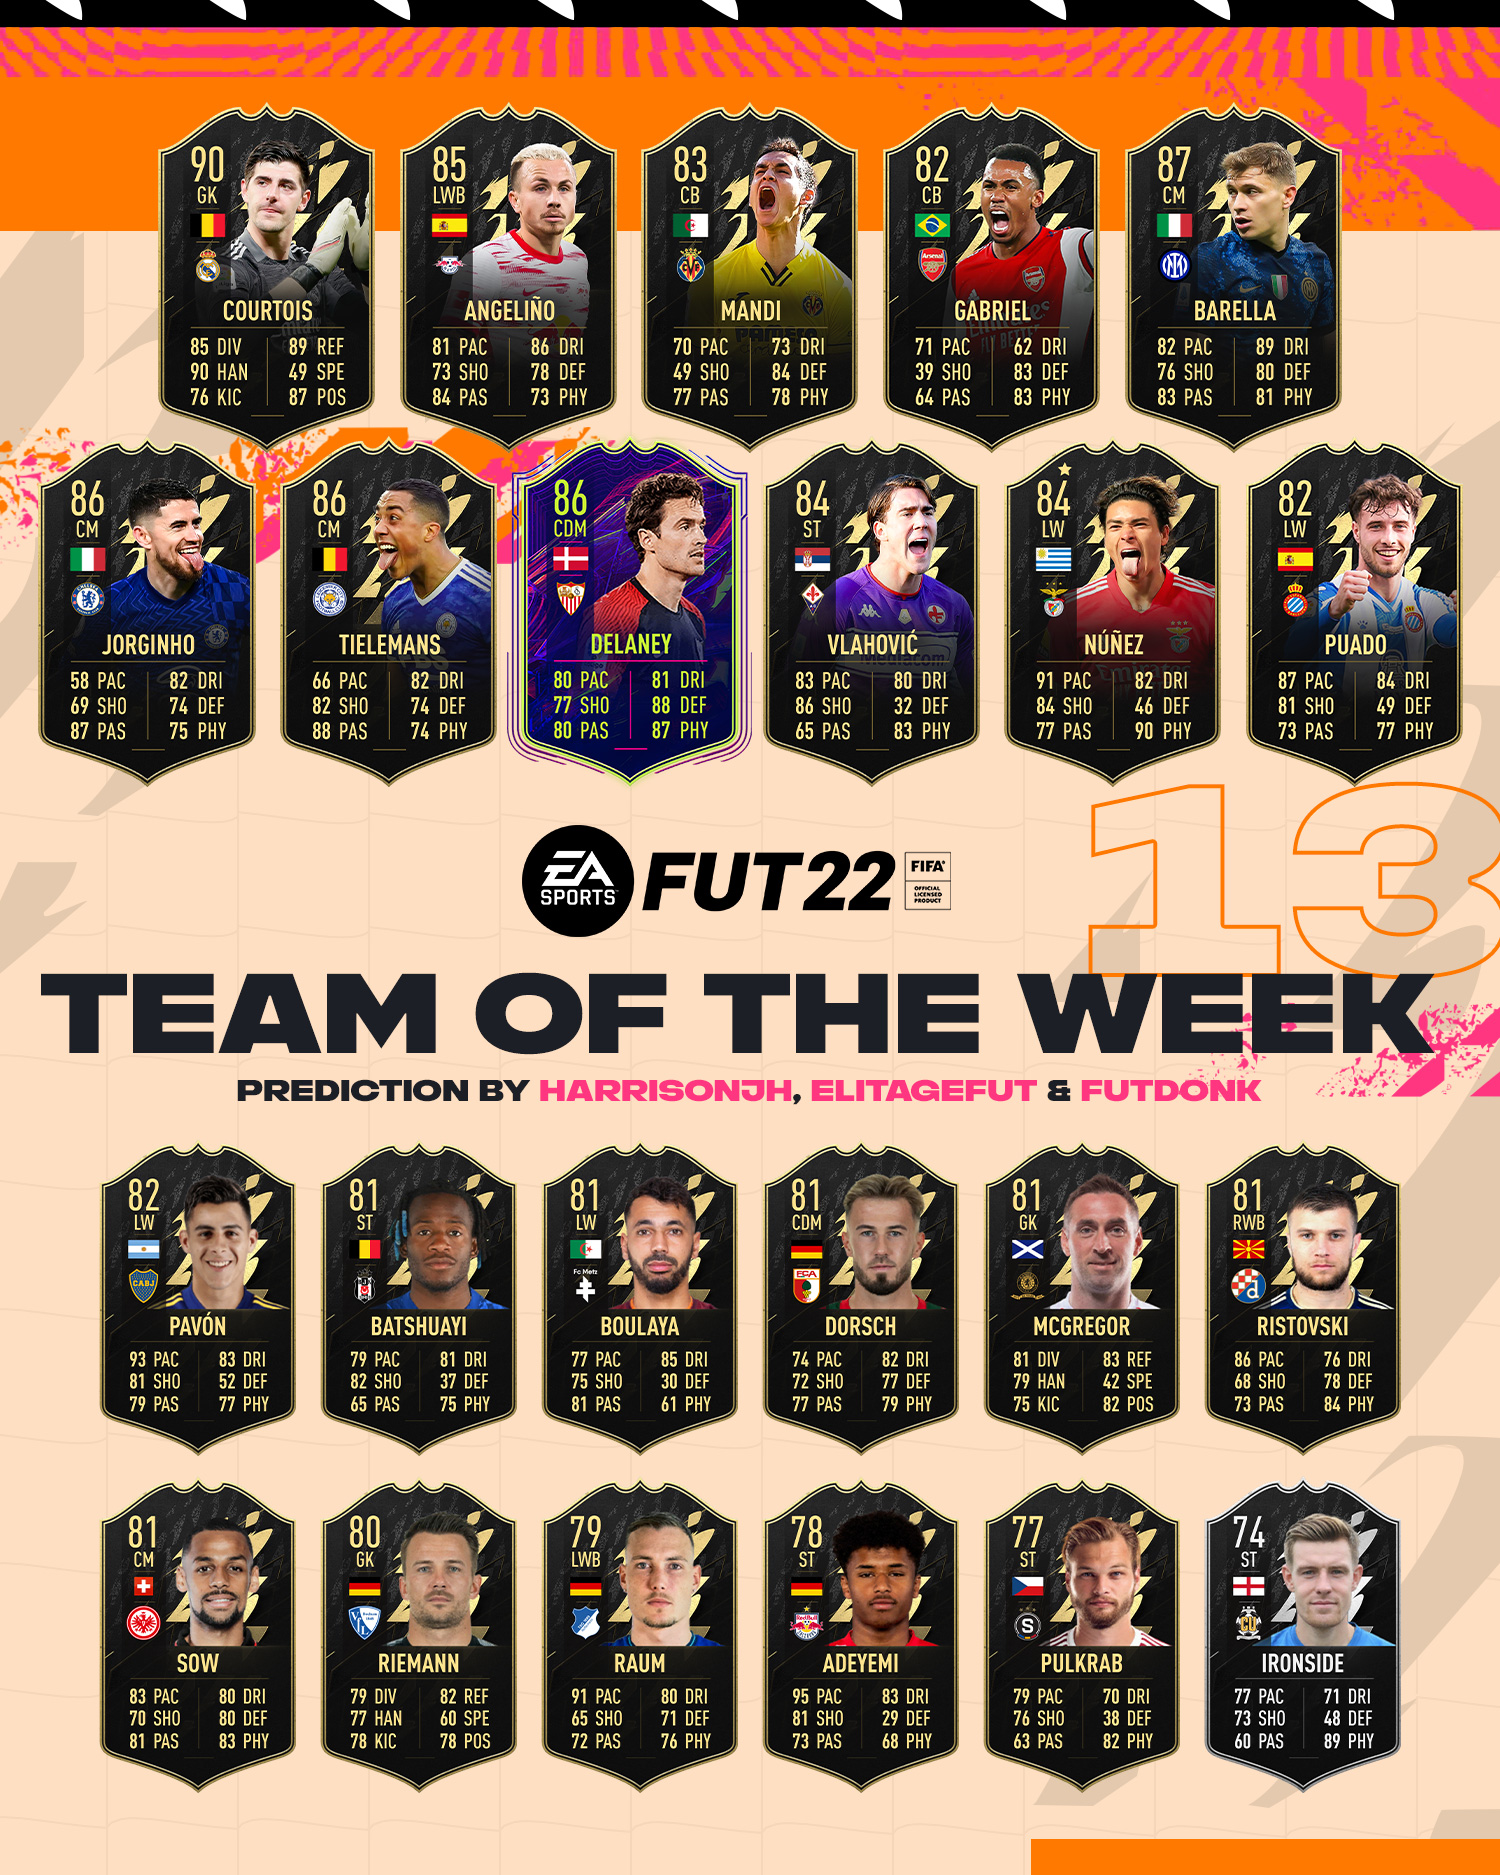 90
GK
COURTOIS
85 DIV 89 REF
90 HAN 49 SPE
76 KIC 87 POS
85
LWB
ANGELIÑO
81 PAC 86 DRI
73 SHO 78 DEF
84 PAS 73 PHY
83
CB
MANDI
70 PAC 73 DRI
49 SHO 84 DEF
77 PAS 78 PHY
82
CB
Arsenal
GABRIEL
71 PAC 62 DRI
39 SHO 83 DEF
64 PAS 83 PHY
87
CM
BARELLA
82 PAC 89 DRI
76 SHO 80 DEF
83 PAS 81 PHY
86
CM
JORGINHO
58 PAC 82 DRI
69 SHO 74 DEF
87 PAS 75 PHY
86
CM
TIELEMANS
66 PAC 82 DRI
82 SHO 74 DEF
88 PAS 74 PHY
86
CDM
DELANEY
80 PAC 81 DRI
77 SHO 88 DEF
80 PAS 87 PHY
84
ST
VLAHOVIĆ
Mediacom
83 PAC 80 DRI
86 SHO 32 DEF
65 PAS 83 PHY
84
LW
NÚÑEZ
91 PAC 82 DRI
84 SHO 46 DEF
77 PAS 90 PHY
82
LW
PUADO
87 PAC 84 DRI
81 SHO 49 DEF
73 PAS 77 PHY
13
EA
SPORTS
FUT 22
FIFA
OFFICIAL
LICENSED
PRODUCT
TEAM OF THE WEEK
PREDICTION BY HARRISONJH, ELITAGEFUT & FUTDONK
82
LW
CABJ
PAVÓN
93 PAC 83 DRI
81 SHO 52 DEF
79 PAS 77 PHY
81
ST
BATSHUAYI
79 PAC 81 DRI
82 SHO 37 DEF
65 PAS 75 PHY
81
LW
Fc Metz
BOULAYA
77 PAC 85 DRI
75 SHO 30 DEF
81 PAS 61 PHY
81
CDM
FCA
DORSCH
74 PAC 82 DRI
72 SHO 77 DEF
77 PAS 79 PHY
81
GK
MCGREGOR
81 DIV 83 REF
79 HAN 42 SPE
75 KIC 82 POS
81
RWB
d
RISTOVSKI
86 PAC 76 DRI
68 SHO 78 DEF
73 PAS 84 PHY
81
CM
SOW
83 PAC 80 DRI
70 SHO 80 DEF
81 PAS 83 PHY
80
GK
RIEMANN
79 DIV 82 REF
77 HAN 60 SPE
78 KIC 78 POS
79
LWB
RAUM
91 PAC 80 DRI
65 SHO 71 DEF
72 PAS 76 PHY
78
ST
RedBull
ADEYEMI
95 PAC 83 DRI
81 SHO 29 DEF
73 PAS 68 PHY
77
ST
S
PULKRAB
79 PAC 70 DRI
76 SHO 38 DEF
63 PAS 82 PHY
74
ST
CU
IRONSIDE
77 PAC 71 DRI
73 SHO 48 DEF
60 PAS 89 PHY